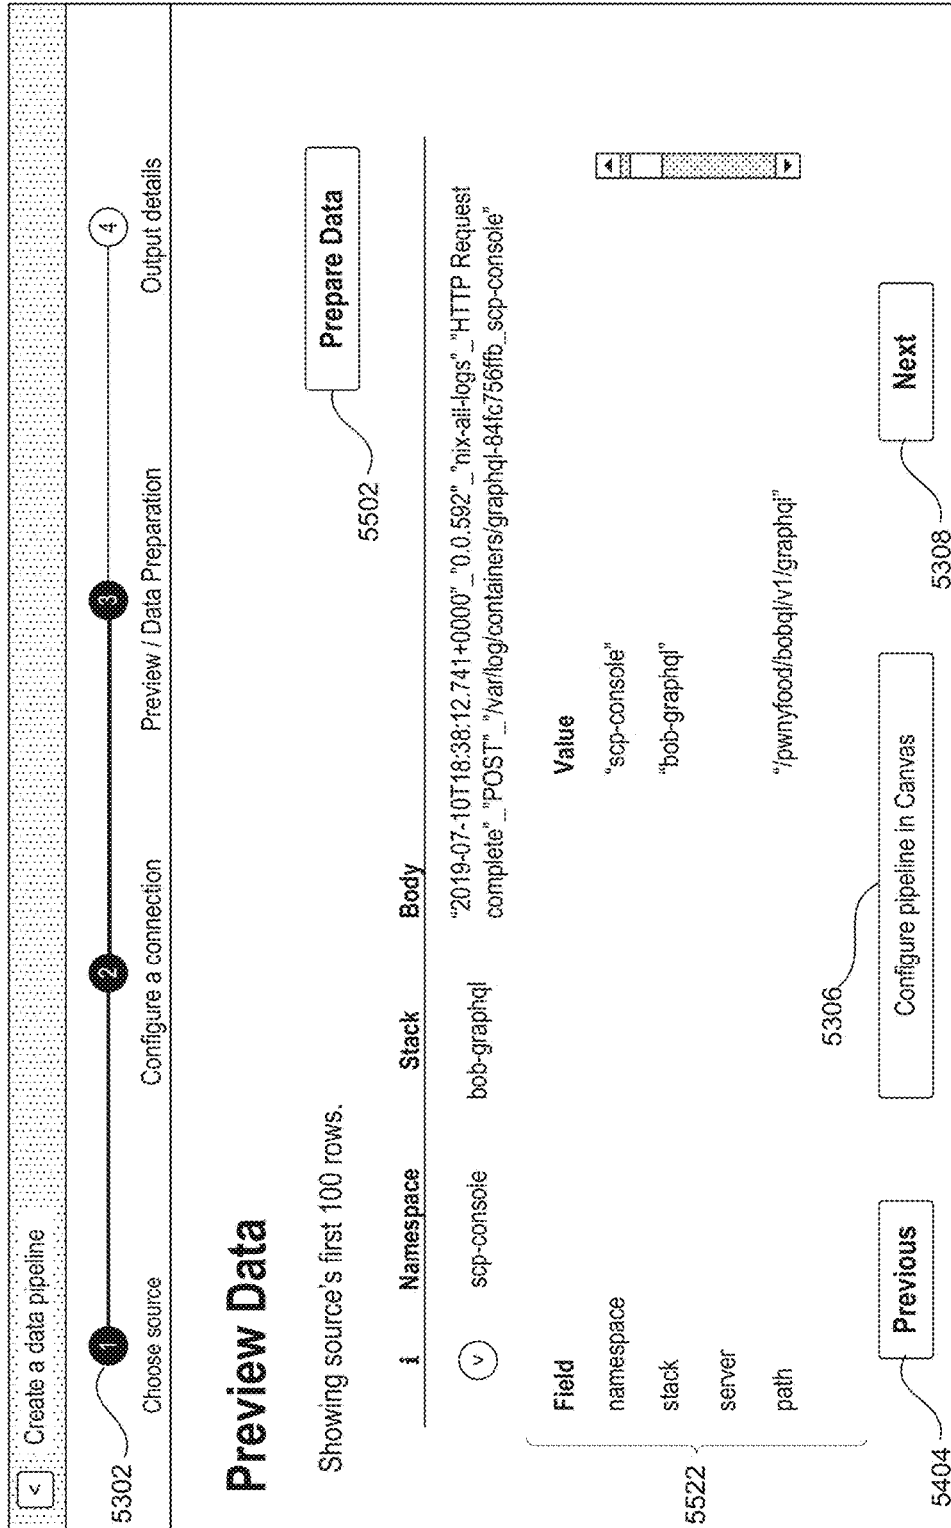 < Create a data pipeline
1 2 3 4
Choose source Configure a connection Preview / Data Preparation Output details
5302
Preview Data
Showing source's first 100 rows.
Prepare Data
5502
i Namespace Stack Body
v scp-console bob-graphql "2019-07-10T18:38:12.741+0000"_"0.0.592"_"nix-all-logs"_"HTTP Request
complete"_"POST"_"/var/log/containers/graphql-84fc756ffb_scp-console"
Field Value
namespace "scp-console"
stack "bob-graphql"
server
path "/pwnyfood/bobql/v1/graphql"
5522
5306
Previous Configure pipeline in Canvas Next
5404
5308